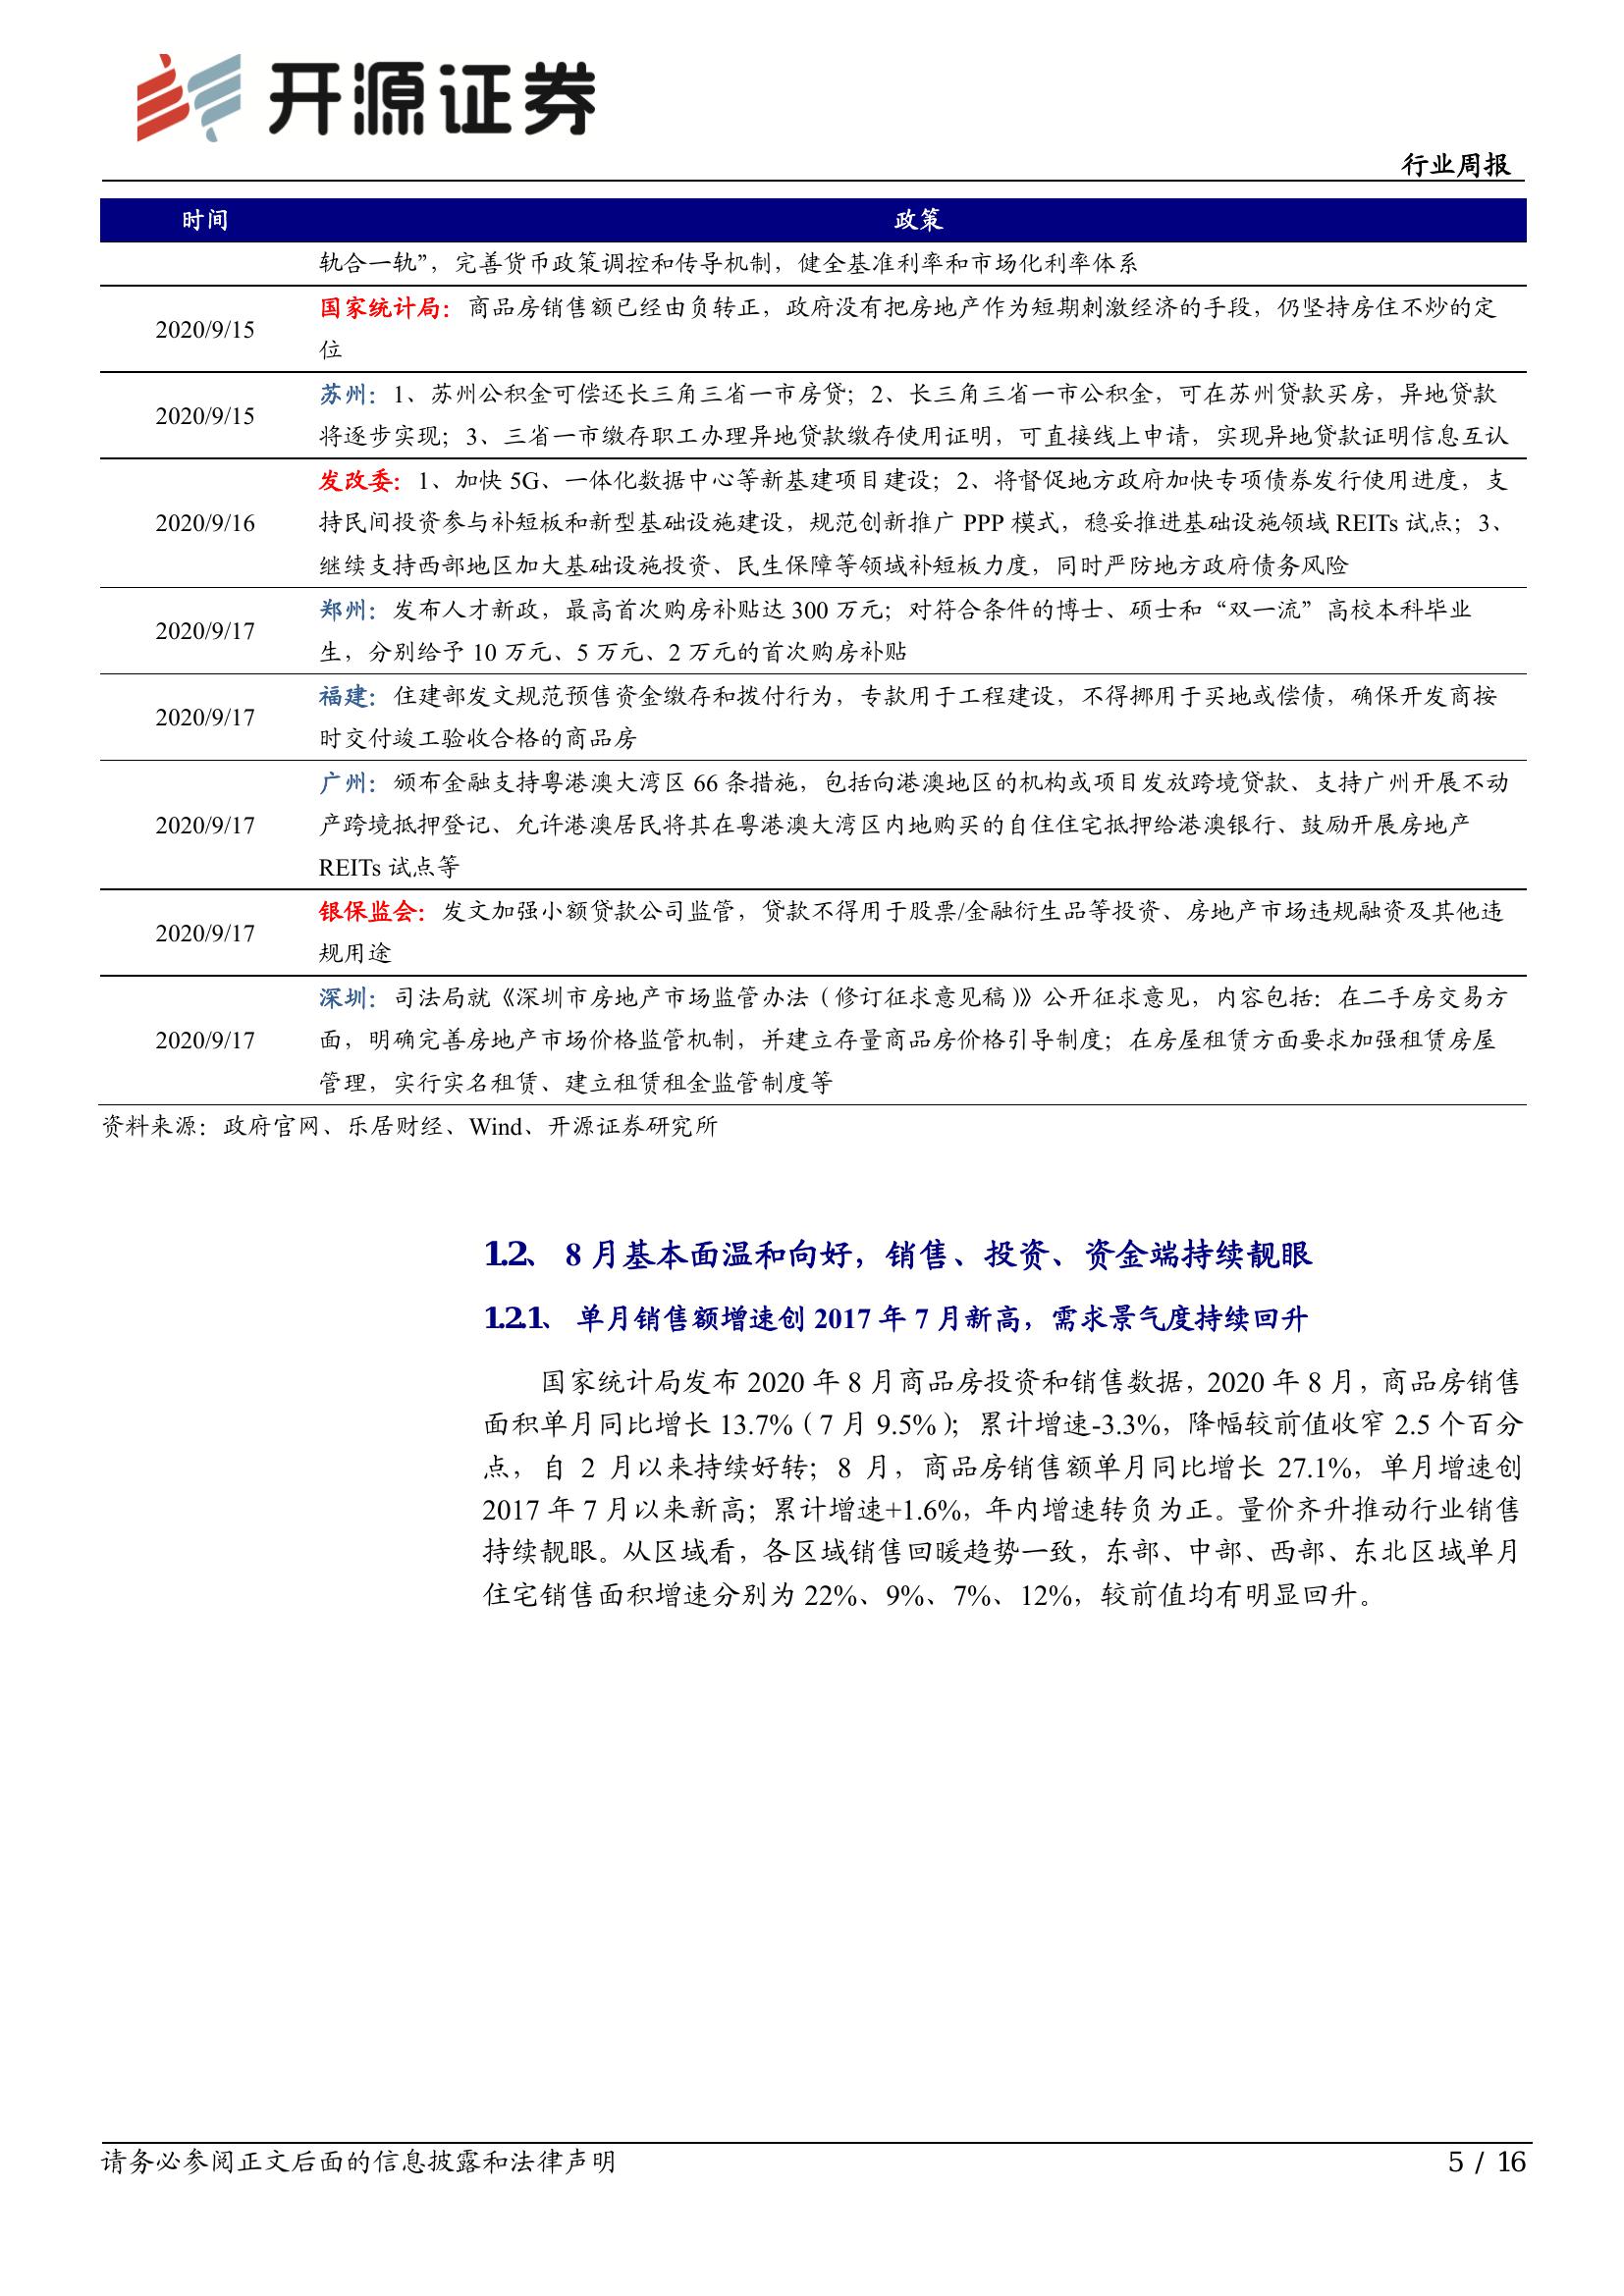 开源证券
行业周报
时间 政策
轨合一轨”，完善货币政策调控和传导机制，健全基准利率和市场化利率体系
2020/9/15
国家统计局：商品房销售额已经由负转正，政府没有把房地产作为短期刺激经济的手段，仍坚持房住不炒的定
位
2020/9/15
苏州：1、苏州公积金可偿还长三角三省一市房贷；2、长三角三省一市公积金，可在苏州贷款买房，异地贷款
将逐步实现；3、三省一市缴存职工办理异地贷款缴存使用证明，可直接线上申请，实现异地贷款证明信息互认
2020/9/16
发改委：1、加快 5G、一体化数据中心等新基建项目建设；2、将督促地方政府加快专项债券发行使用进度，支
持民间投资参与补短板和新型基础设施建设，规范创新推广 PPP 模式，稳妥推进基础设施领域 REITs 试点；3、
继续支持西部地区加大基础设施投资、民生保障等领域补短板力度，同时严防地方政府债务风险
2020/9/17
郑州：发布人才新政，最高首次购房补贴达 300 万元；对符合条件的博士、硕士和“双一流”高校本科毕业
生，分别给予 10 万元、5 万元、2 万元的首次购房补贴
2020/9/17
福建：住建部发文规范预售资金缴存和拨付行为，专款用于工程建设，不得挪用于买地或偿债，确保开发商按
时交付竣工验收合格的商品房
2020/9/17
广州：颁布金融支持粤港澳大湾区 66 条措施，包括向港澳地区的机构或项目发放跨境贷款、支持广州开展不动
产跨境抵押登记、允许港澳居民将其在粤港澳大湾区内地购买的自住住宅抵押给港澳银行、鼓励开展房地产
REITs 试点等
2020/9/17
银保监会：发文加强小额贷款公司监管，贷款不得用于股票/金融衍生品等投资、房地产市场违规融资及其他违
规用途
2020/9/17
深圳：司法局就《深圳市房地产市场监管办法（修订征求意见稿）》公开征求意见，内容包括：在二手房交易方
面，明确完善房地产市场价格监管机制，并建立存量商品房价格引导制度；在房屋租赁方面要求加强租赁房屋
管理，实行实名租赁、建立租赁租金监管制度等
资料来源：政府官网、乐居财经、Wind、开源证券研究所
1.2、 8 月基本面温和向好，销售、投资、资金端持续靓眼
1.2.1、 单月销售额增速创 2017 年 7 月新高，需求景气度持续回升
国家统计局发布 2020 年 8 月商品房投资和销售数据，2020 年 8 月，商品房销售
面积单月同比增长 13.7%（7 月 9.5%）；累计增速-3.3%，降幅较前值收窄 2.5 个百分
点，自 2 月以来持续好转；8 月，商品房销售额单月同比增长 27.1%，单月增速创
2017 年 7 月以来新高；累计增速+1.6%，年内增速转负为正。量价齐升推动行业销售
持续靓眼。从区域看，各区域销售回暖趋势一致，东部、中部、西部、东北区域单月
住宅销售面积增速分别为 22%、9%、7%、12%，较前值均有明显回升。
请务必参阅正文后面的信息披露和法律声明
5 / 16